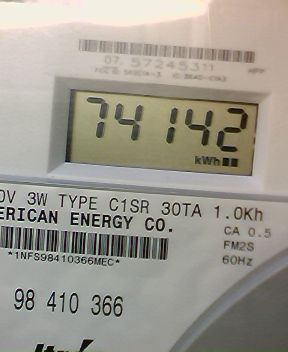 07. 57245311
74142
kWh
0V 3W TYPE C1SR 30TA 1.0Kh
ERICAN ENERGY CO.
CA 0.5
FM2S
60Hz
*1NFS98410366MEC*
98 410 366